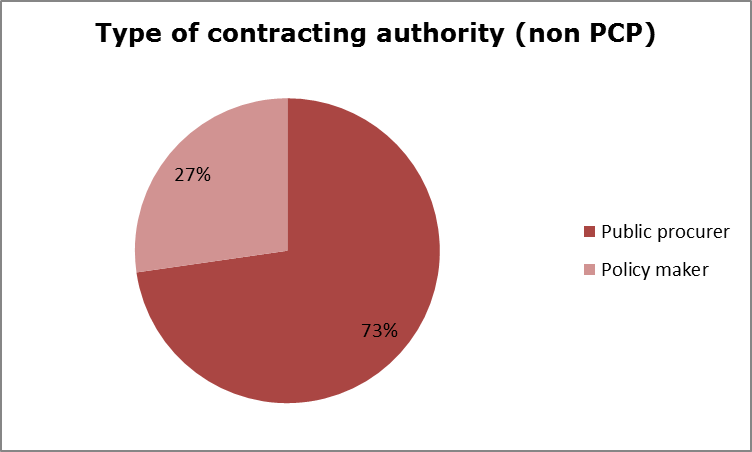 Type of contracting authority (non PCP)
27%
Public procurer
Policy maker
73%